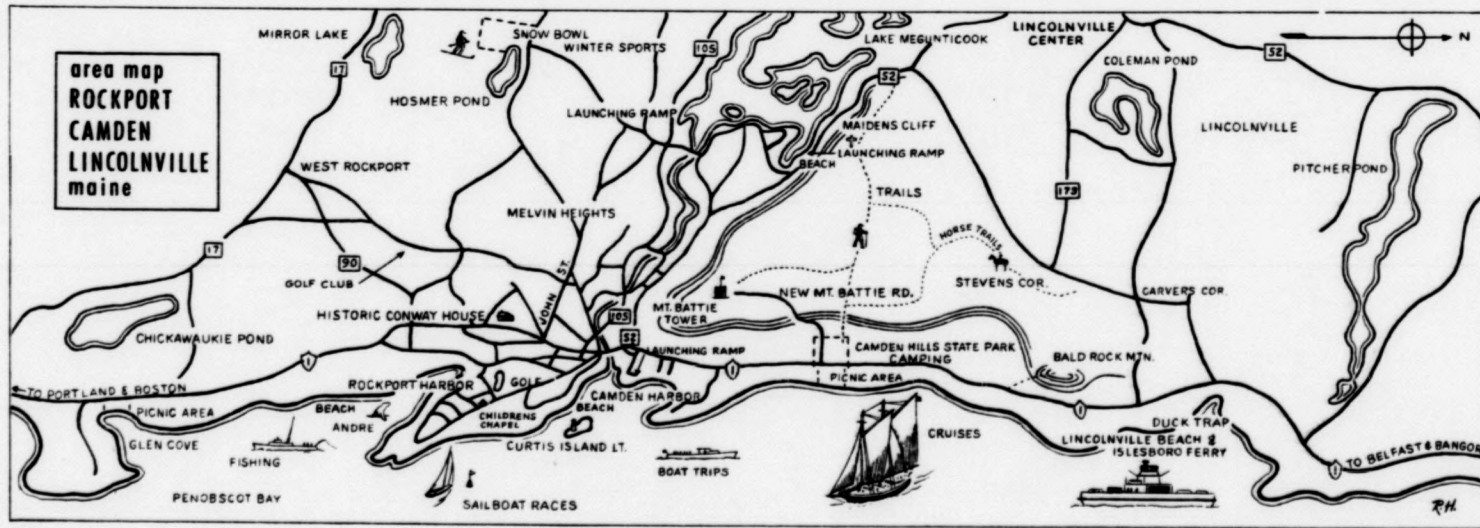 area map
ROCKPORT
CAMDEN
LINCOLNVILLE
maine
MIRROR LAKE
17
SNOW BOWL
WINTER SPORTS
105
HOSMER POND
LAUNCHING RAMP
LAKE MEGUNTICOOK
52
LINCOLNVILLE
CENTER
COLEMAN POND
52
N
LINCOLNVILLE
PITCHER POND
MAIDENS CLIFF
LAUNCHING RAMP
BEACH
TRAILS
173
WEST ROCKPORT
MELVIN HEIGHTS
HORSE TRAILS
STEVENS COR.
CARVERS COR.
17
90
GOLF CLUB
JOHN ST.
HISTORIC CONWAY HOUSE
105
52
MT. BATTIE
TOWER
NEW MT. BATTIE RD.
CHICKAWAUKIE POND
1
LAUNCHING RAMP
1
CAMDEN HILLS STATE PARK
CAMPING
BALD ROCK MTN.
PICNIC AREA
TO PORTLAND & BOSTON
ROCKPORT HARBOR
GOLF
CAMDEN HARBOR
PICNIC AREA
BEACH
ANDRE
CHILDRENS
CHAPEL
BEACH
1
DUCK TRAP
GLEN COVE
FISHING
CURTIS ISLAND LT.
BOAT TRIPS
CRUISES
LINCOLNVILLE BEACH &
ISLESBORO FERRY
1
TO BELFAST & BANGOR
PENOBSCOT BAY
SAILBOAT RACES
R.H.